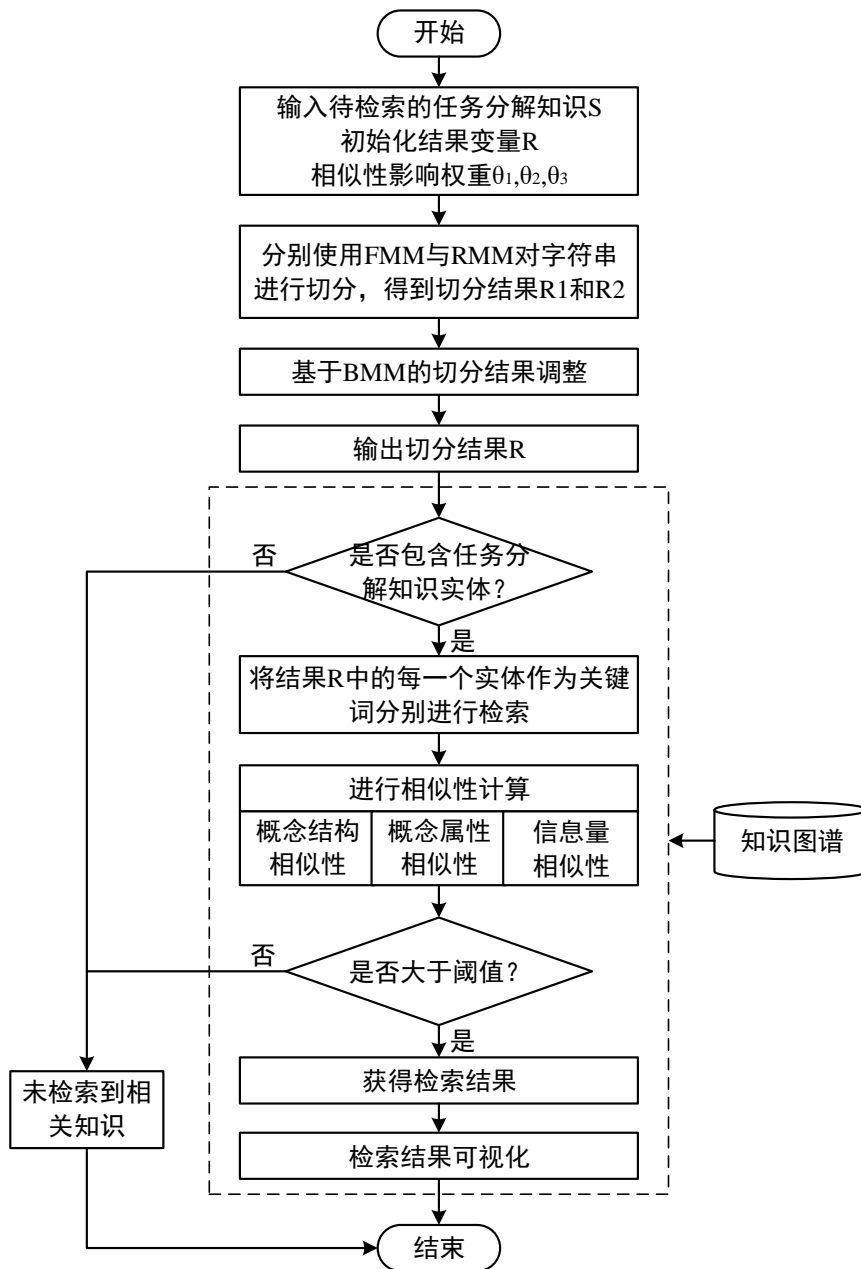 开始
输入待检索的任务分解知识S
初始化结果变量R
相似性影响权重θ1,θ2,θ3
分别使用FMM与RMM对字符串
进行切分，得到切分结果R1和R2
基于BMM的切分结果调整
输出切分结果R
否
是否包含任务分
解知识实体？
是
将结果R中的每一个实体作为关键
词分别进行检索
进行相似性计算
概念结构
相似性
概念属性
相似性
信息量
相似性
知识图谱
否
是否大于阈值？
是
获得检索结果
未检索到相
关知识
检索结果可视化
结束